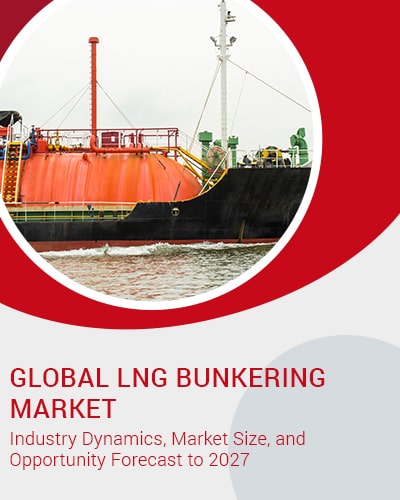 GLOBAL LNG BUNKERING
MARKET
Industry Dynamics, Market Size, and
Opportunity Forecast to 2027